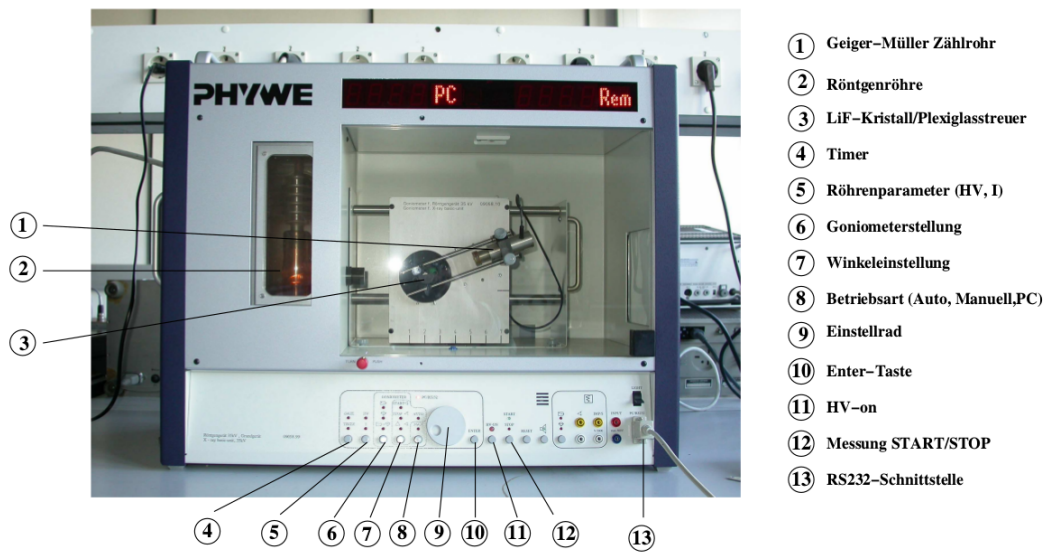 PHYWE
PC
Rem
1 Geiger–Müller Zählrohr
2 Röntgenröhre
3 LiF–Kristall/Plexiglasstreuer
4 Timer
5 Röhrenparameter (HV, I)
6 Goniometerstellung
7 Winkeleinstellung
8 Betriebsart (Auto, Manuell,PC)
9 Einstellrad
10 Enter–Taste
11 HV–on
12 Messung START/STOP
13 RS232–Schnittstelle
1
2
3
4 5 6 7 8 9 10 11 12 13